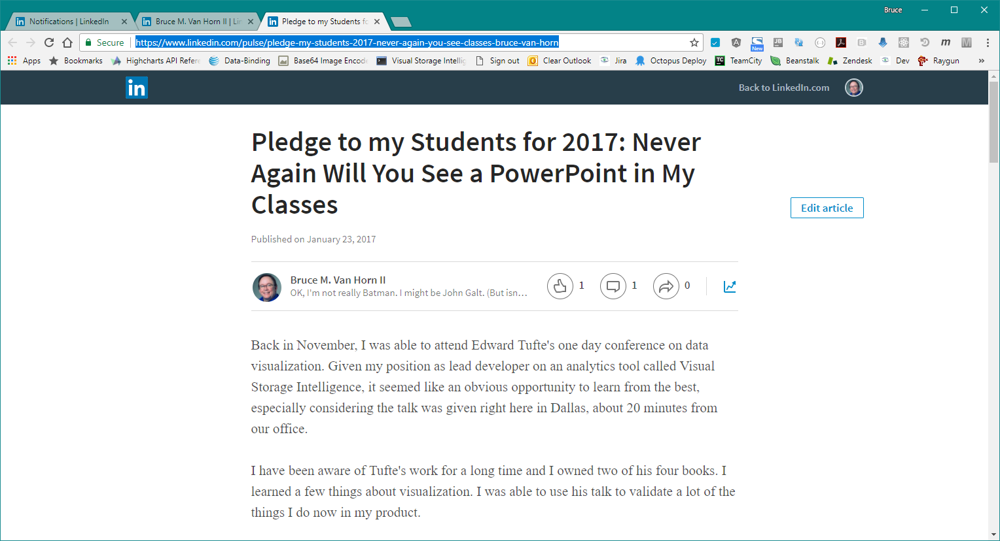 Bruce
Notifications | LinkedIn
Bruce M. Van Horn II | Lin
Pledge to my Students fo
Secure
https://www.linkedin.com/pulse/pledge-my-students-2017-never-again-you-see-classes-bruce-van-horn
New
JB
Apps
Bookmarks
Highcharts API Refere
Data-Binding
Base64 Image Encode
Visual Storage Intellig
Sign out
Clear Outlook
Jira
Octopus Deploy
TC
TeamCity
Beanstalk
Zendesk
Dev
Raygun
in
Back to LinkedIn.com
Pledge to my Students for 2017: Never
Again Will You See a PowerPoint in My
Classes
Edit article
Published on January 23, 2017
Bruce M. Van Horn II
OK, I'm not really Batman. I might be John Galt. (But isn...
1
1
0
Back in November, I was able to attend Edward Tufte's one day conference on data
visualization. Given my position as lead developer on an analytics tool called Visual
Storage Intelligence, it seemed like an obvious opportunity to learn from the best,
especially considering the talk was given right here in Dallas, about 20 minutes from
our office.
I have been aware of Tufte's work for a long time and I owned two of his four books. I
learned a few things about visualization. I was able to use his talk to validate a lot of the
things I do now in my product.